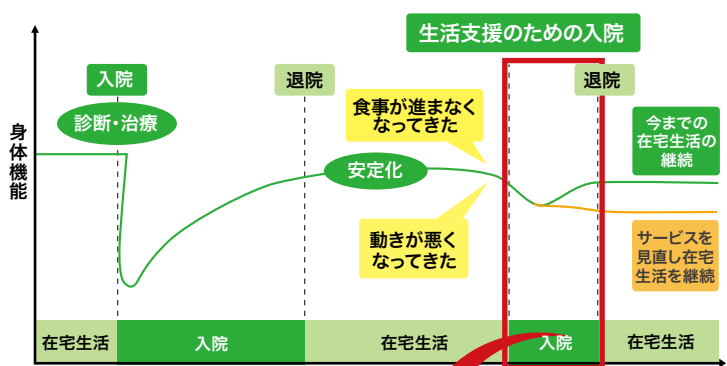 生活支援のための入院
入院
退院
退院
診断・治療
食事が進まなく
なってきた
今までの
在宅生活の
継続
身体機能
安定化
動きが悪く
なってきた
サービスを
見直し在宅
生活を継続
在宅生活
入院
在宅生活
入院
在宅生活